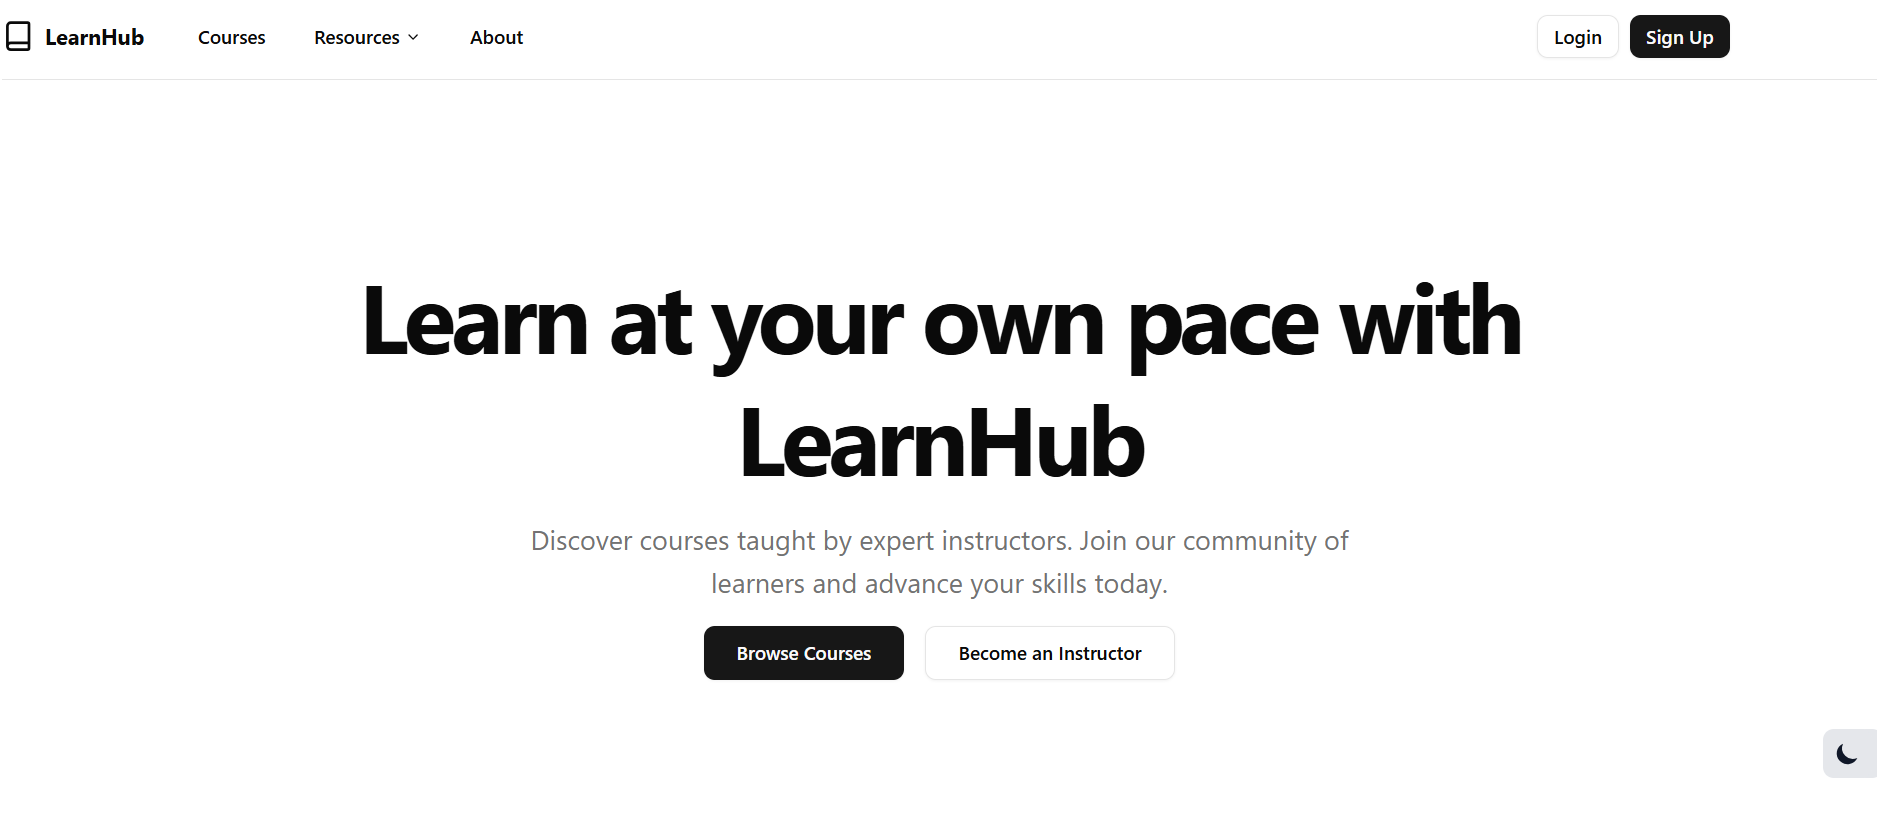 LearnHub Courses Resources About Login Sign Up
Learn at your own pace with
LearnHub
Discover courses taught by expert instructors. Join our community of
learners and advance your skills today.
Browse Courses Become an Instructor